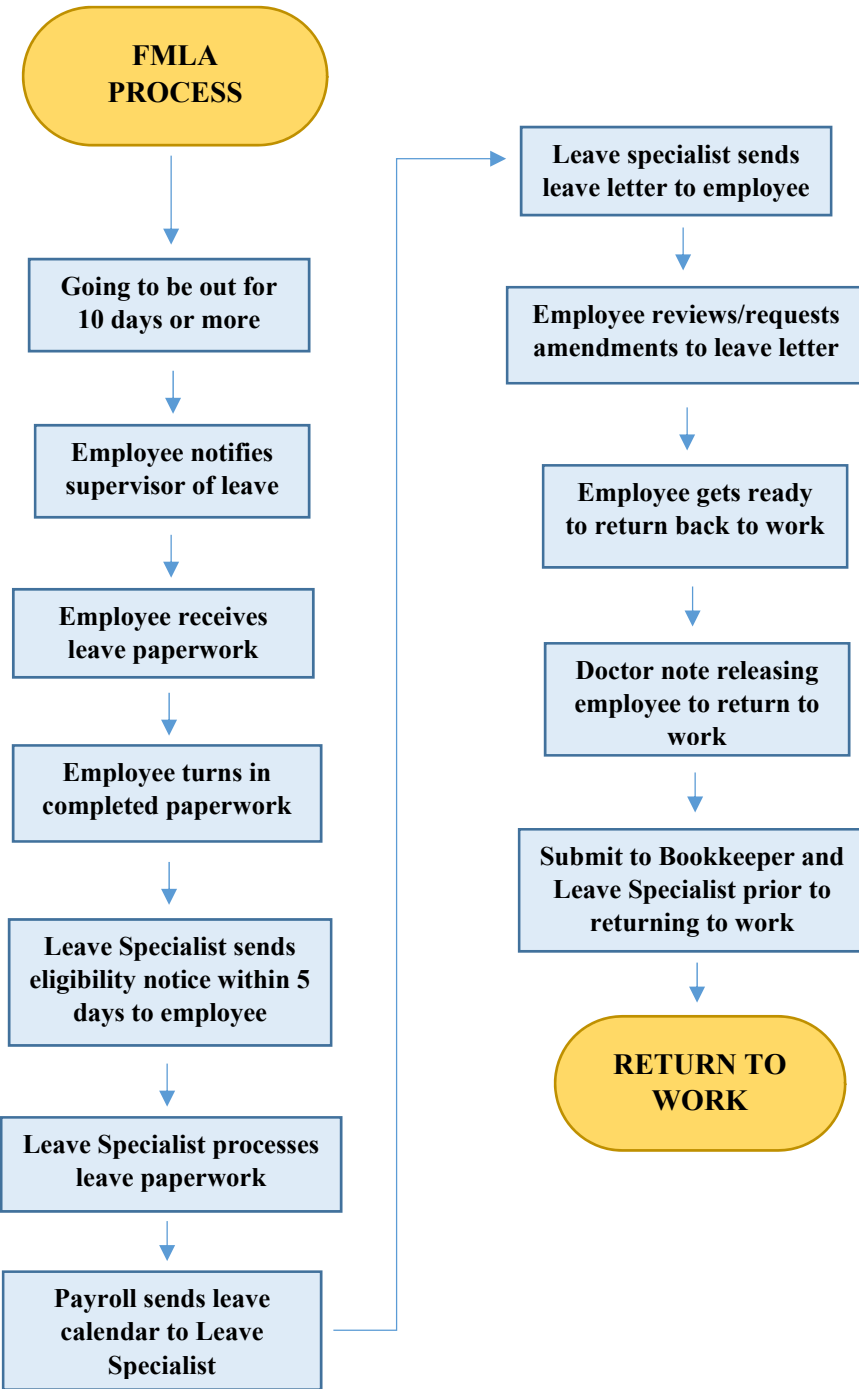 FMLA
PROCESS
Going to be out for
10 days or more
Employee notifies
supervisor of leave
Employee receives
leave paperwork
Employee turns in
completed paperwork
Leave Specialist sends
eligibility notice within 5
days to employee
Leave Specialist processes
leave paperwork
Payroll sends leave
calendar to Leave
Specialist
Leave specialist sends
leave letter to employee
Employee reviews/requests
amendments to leave letter
Employee gets ready
to return back to work
Doctor note releasing
employee to return to
work
Submit to Bookkeeper and
Leave Specialist prior to
returning to work
RETURN TO
WORK